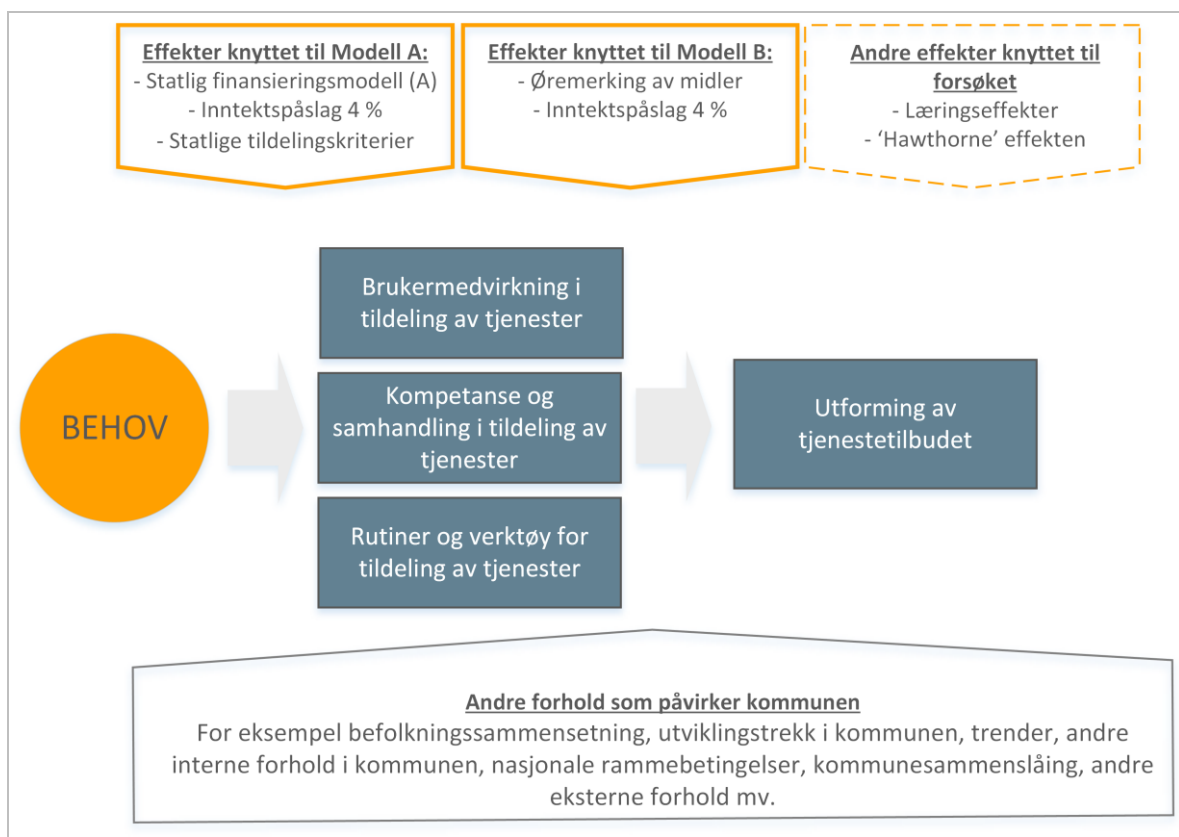 Effekter knyttet til Modell A:
- Statlig finansieringsmodell (A)
- Inntektspåslag 4 %
- Statlige tildelingskriterier
Effekter knyttet til Modell B:
- Øremerking av midler
- Inntektspåslag 4 %
Andre effekter knyttet til
forsøket
- Læringseffekter
- ‘Hawthorne’ effekten
BEHOV
Brukermedvirkning i
tildeling av tjenester
Kompetanse og
samhandling i tildeling av
tjenester
Rutiner og verktøy for
tildeling av tjenester
Utforming av
tjenestetilbudet
Andre forhold som påvirker kommunen
For eksempel befolkningssammensetning, utviklingstrekk i kommunen, trender, andre
interne forhold i kommunen, nasjonale rammebetingelser, kommunesammenslåing, andre
eksterne forhold mv.